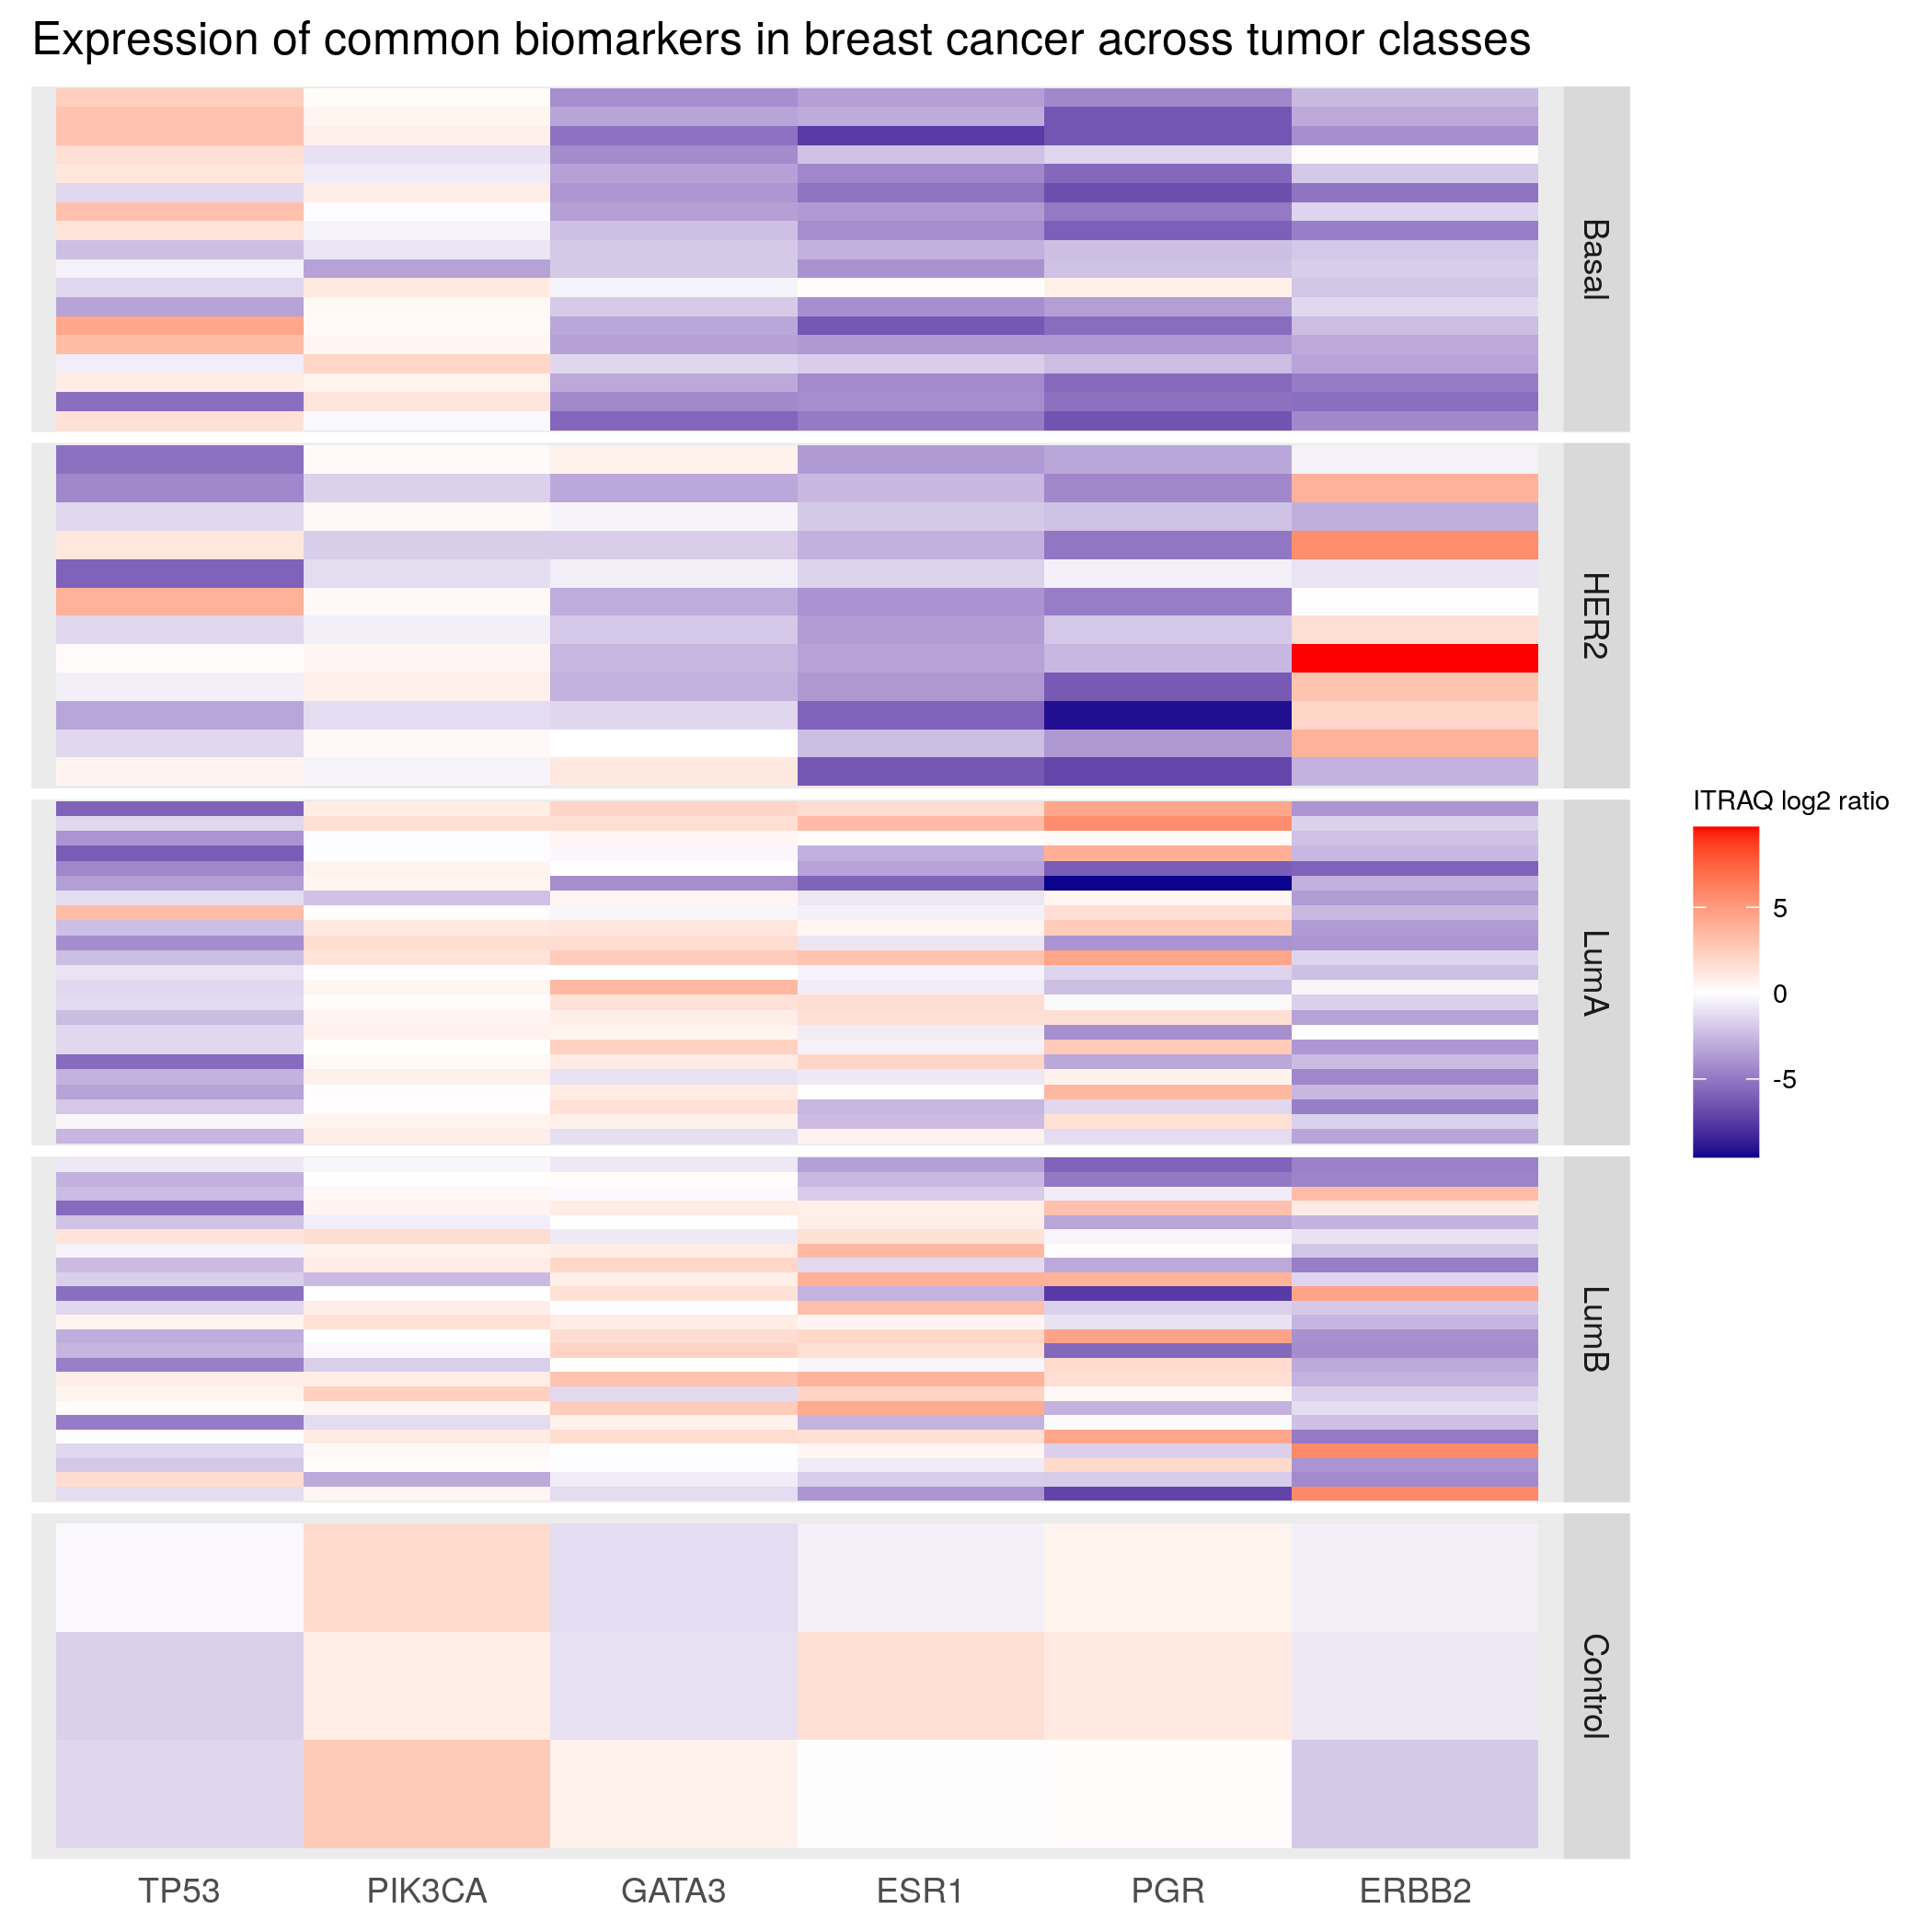 Expression of common biomarkers in breast cancer across tumor classes
Basal
HER2
LumA
LumB
Control
ITRAQ log2 ratio
5
0
-5
TP53 PIK3CA GATA3 ESR1 PGR ERBB2